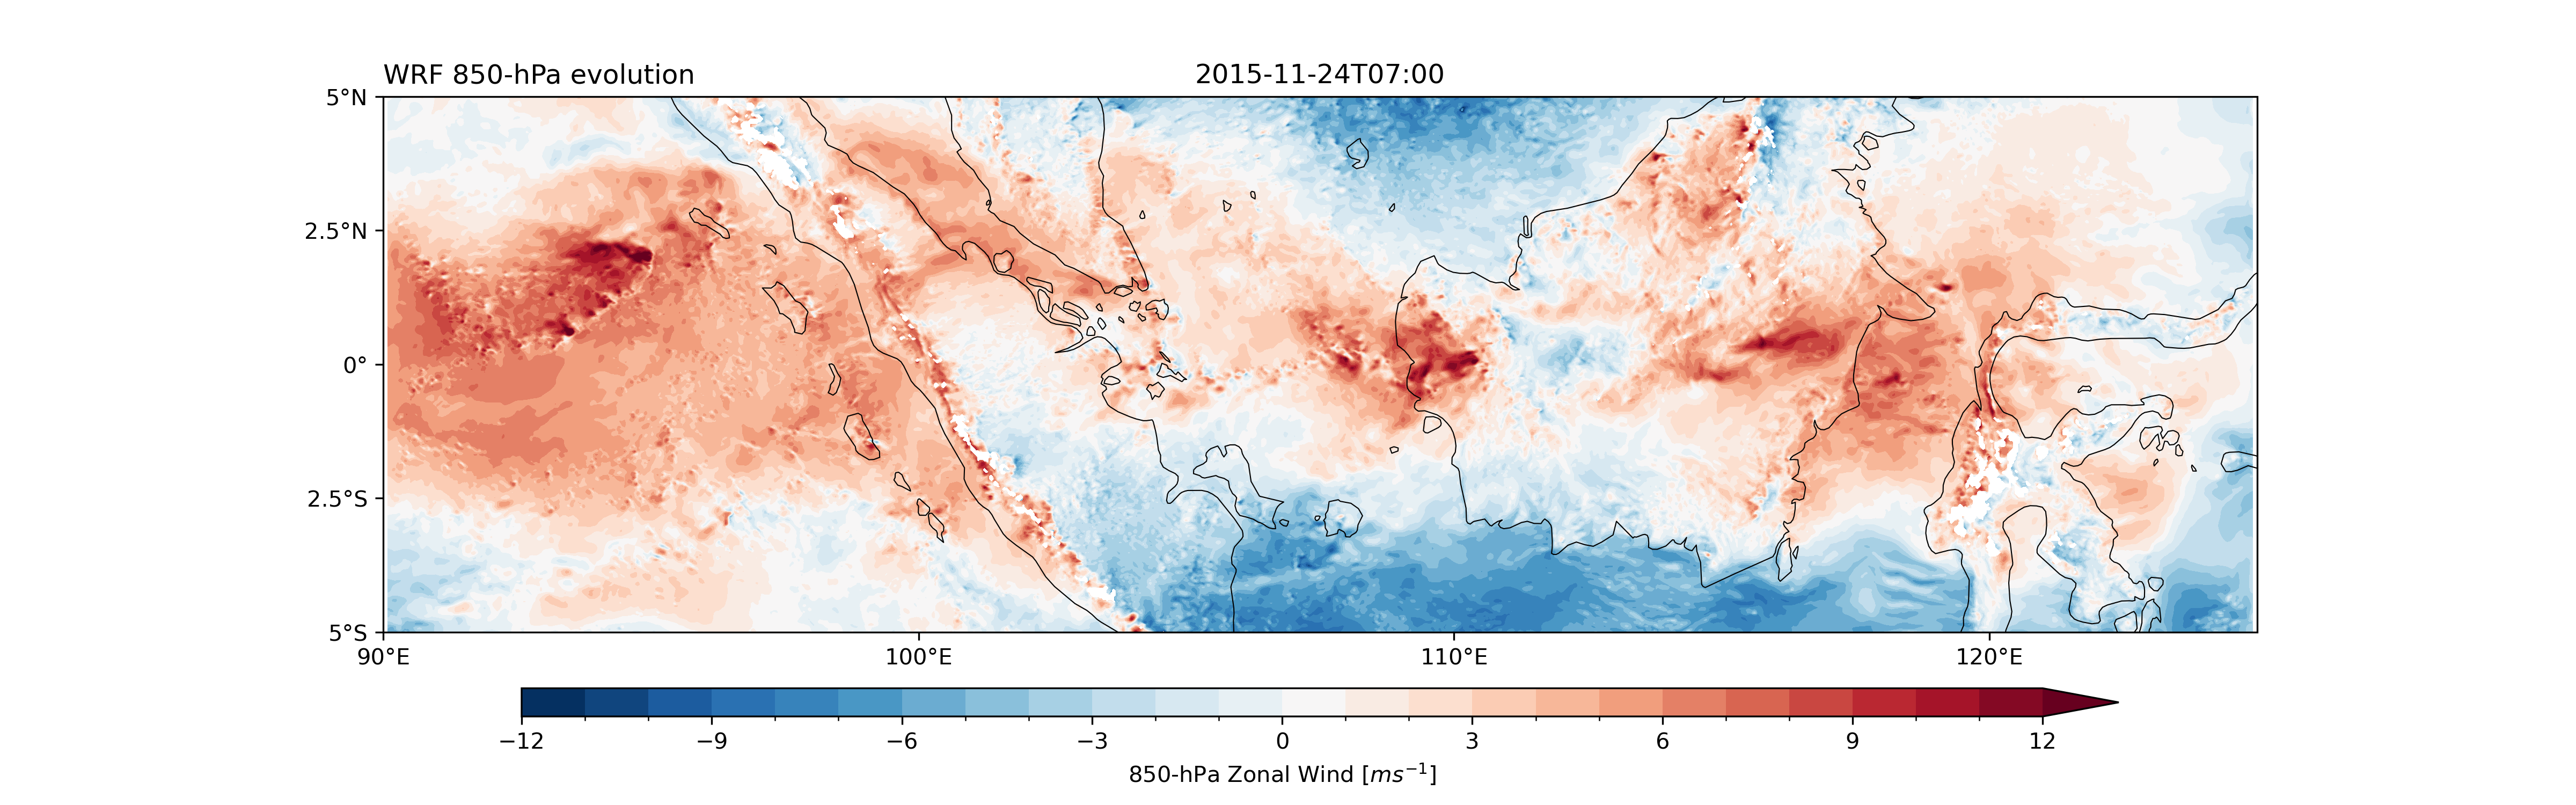 WRF 850-hPa evolution
2015-11-24T07:00
5°N
2.5°N
0°
2.5°S
5°S
90°E 100°E 110°E 120°E
−12 −9 −6 −3 0 3 6 9 12
850-hPa Zonal Wind [ms⁻¹]